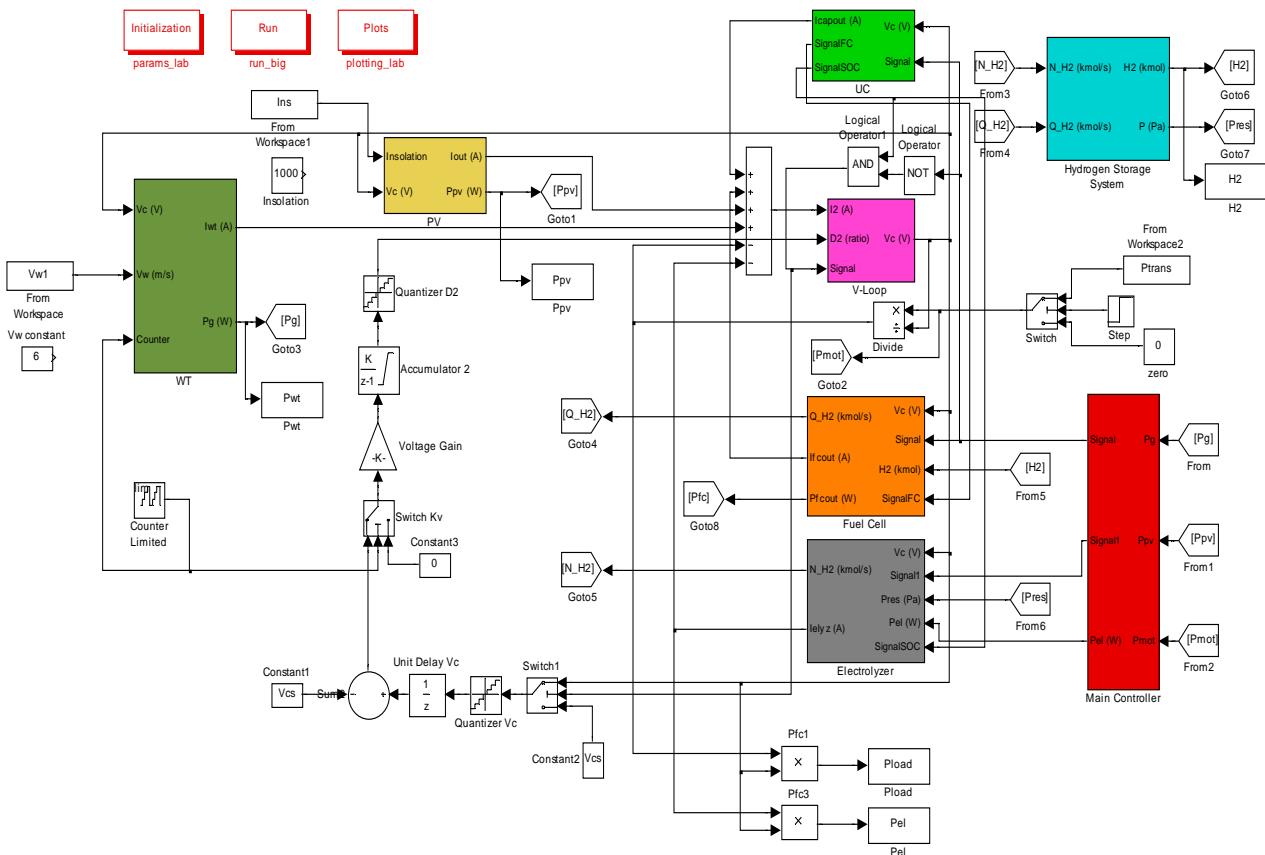 Initialization
params_lab
Run
run_big
Plots
plotting_lab
Ins
From
Workspace1
1000
Insolation
Insolation
Vc (V)
Iout (A)
Ppv (W)
PV
[Ppv]
Goto1
Ppv
Ppv
Vw1
From
Workspace
Vw constant
6
Vc (V)
Vw (m/s)
Counter
Iwt (A)
Pg (W)
WT
[Pg]
Goto3
Pwt
Pwt
Quantizer D2
K
z-1
Accumulator 2
-K-
Voltage Gain
Switch Kv
Constant3
0
lim
Counter
Limited
Constant1
Vcs
−
+
Unit Delay Vc
1
z
Quantizer Vc
Switch1
Constant2
Vcs
+
+
+
+
−
−
Icapout (A)
SignalFC
SignalSOC
Vc (V)
Signal
UC
Logical
Operator1
AND
Logical
Operator
NOT
I2 (A)
D2 (ratio)
Signal
Vc (V)
V-Loop
×
÷
Divide
[Pmot]
Goto2
[N_H2]
From3
[Q_H2]
From4
N_H2 (kmol/s)
Q_H2 (kmol/s)
H2 (kmol)
P (Pa)
Hydrogen Storage
System
[H2]
Goto6
[Pres]
Goto7
H2
H2
From
Workspace2
Ptrans
Switch
Step
0
zero
[Q_H2]
Goto4
[Pfc]
Goto8
Q_H2 (kmol/s)
Ifcout (A)
Pfcout (W)
Vc (V)
Signal
H2 (kmol)
SignalFC
Fuel Cell
[H2]
From5
[N_H2]
Goto5
N_H2 (kmol/s)
Ielyz (A)
Vc (V)
Signal1
Pres (Pa)
Pel (W)
SignalSOC
Electrolyzer
[Pres]
From6
Signal
Signal1
Pel (W)
Pg
Ppv
Pmot
Main Controller
[Pg]
From
[Ppv]
From1
[Pmot]
From2
Pfc1
×
Pload
Pload
Pfc3
×
Pel
Pel